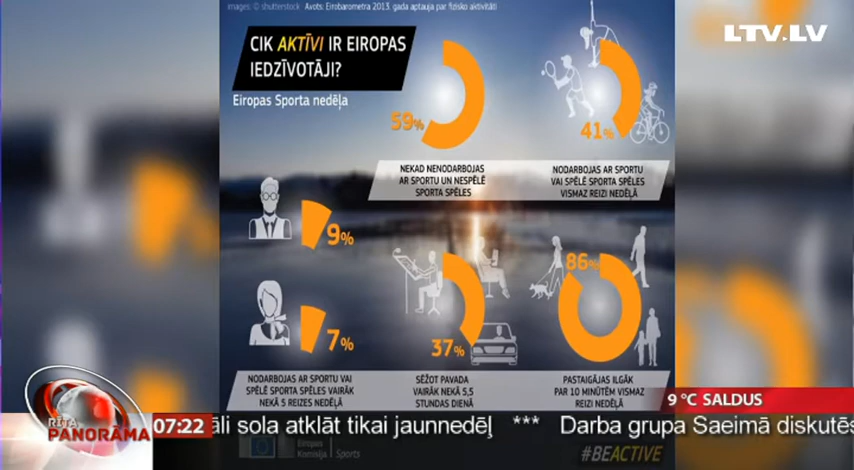 images: © shutterstock Avots: Eirobarometra 2013. gada aptauja par fizisko aktivitāti
LTV.LV
CIK AKTĪVI IR EIROPAS
IEDZĪVOTĀJI?
Eiropas Sporta nedēļa
59%
41%
NEKAD NENODARBOJAS
AR SPORTU UN NESPĒLĒ
SPORTA SPĒLES
NODARBOJAS AR SPORTU
VAI SPĒLĒ SPORTA SPĒLES
VISMAZ REIZI NEDĒĻĀ
9%
7%
37%
86%
NODARBOJAS AR SPORTU VAI
SPĒLĒ SPORTA SPĒLES VAIRĀK
NEKĀ 5 REIZES NEDĒĻĀ
SĒŽOT PAVADA
VAIRĀK NEKĀ 5,5
STUNDAS DIENĀ
PASTAIGĀJAS ILGĀK
PAR 10 MINŪTĒM VISMAZ
REIZI NEDĒĻĀ
9 °C SALDUS
RĪTA
PANORĀMA
07:22
āli sola atklāt tikai jaunnedēļ *** Darba grupa Saeimā diskutēs
Eiropas
Komisija
Sports
#BEACTIVE